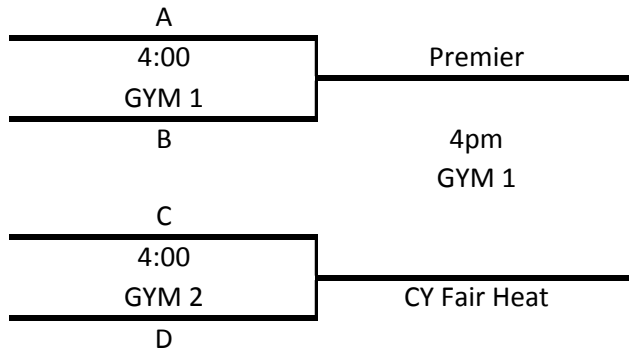 A
4:00
Premier
GYM 1
B
4pm
GYM 1
C
4:00
GYM 2
CY Fair Heat
D